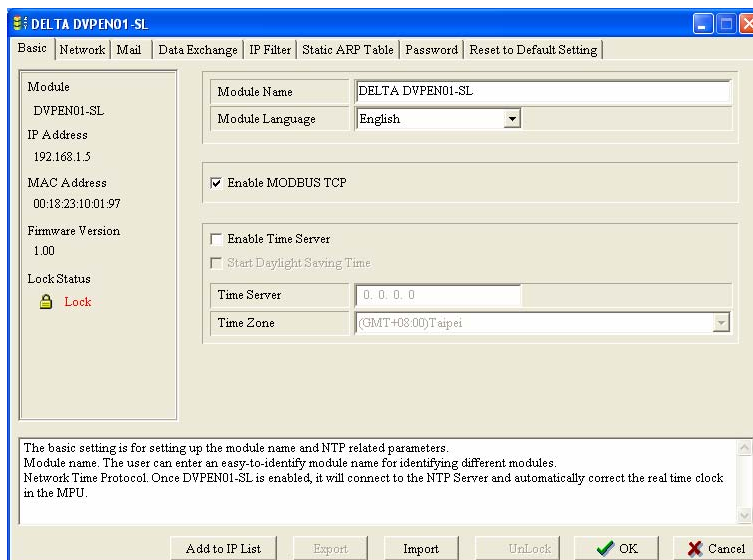 DELTA DVPEN01-SL
Basic Network Mail Data Exchange IP Filter Static ARP Table Password Reset to Default Setting
Module
DVPEN01-SL
IP Address
192.168.1.5
MAC Address
00:18:23:10:01:97
Firmware Version
1.00
Lock Status
Lock
Module Name DELTA DVPEN01-SL
Module Language English
Enable MODBUS TCP
Enable Time Server
Start Daylight Saving Time
Time Server 0. 0. 0. 0
Time Zone (GMT+08:00)Taipei
The basic setting is for setting up the module name and NTP related parameters.
Module name. The user can enter an easy-to-identify module name for identifying different modules.
Network Time Protocol. Once DVPEN01-SL is enabled, it will connect to the NTP Server and automatically correct the real time clock
in the MPU.
Add to IP List Export Import UnLock OK Cancel